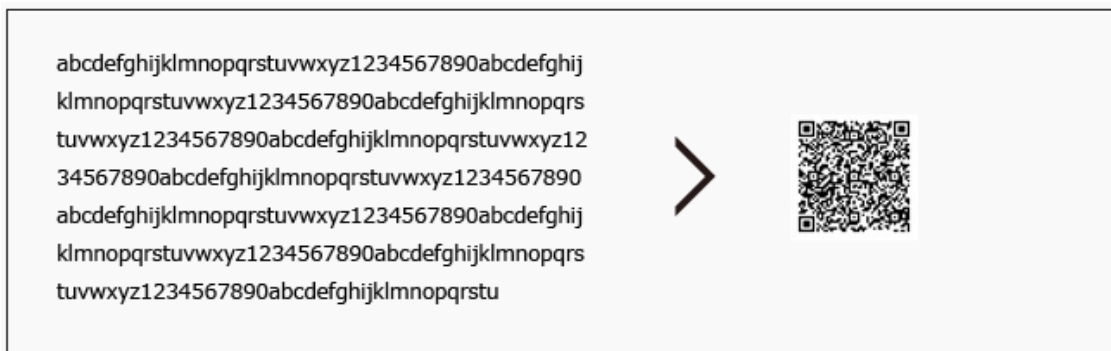 abcdefghijklmnopqrstuvwxyz1234567890abcdefghij
klmnopqrstuvwxyz1234567890abcdefghijklmnopqrs
tuvwxyz1234567890abcdefghijklmnopqrstuvwxyz12
34567890abcdefghijklmnopqrstuvwxyz1234567890
abcdefghijklmnopqrstuvwxyz1234567890abcdefghij
klmnopqrstuvwxyz1234567890abcdefghijklmnopqrs
tuvwxyz1234567890abcdefghijklmnopqrstu